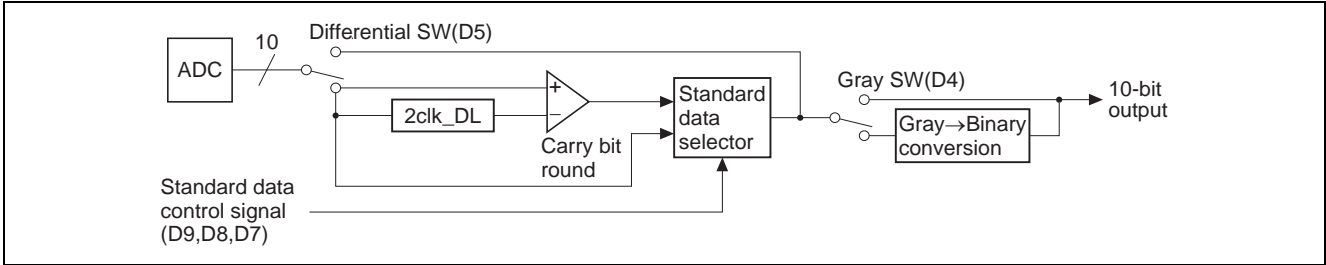 Differential SW(D5)
10
ADC
2clk_DL
+
−
Carry bit
round
Standard
data
selector
Gray SW(D4)
Gray→Binary
conversion
10-bit
output
Standard data
control signal
(D9,D8,D7)